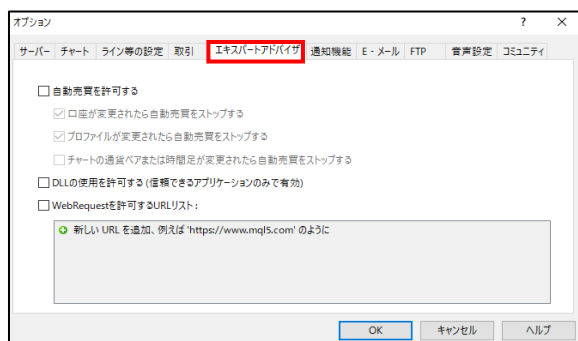 オプション ? ×
サーバー チャート ライン等の設定 取引 エキスパートアドバイザ 通知機能 E - メール FTP 音声設定 コミュニティ
自動売買を許可する
口座が変更されたら自動売買をストップする
プロファイルが変更されたら自動売買をストップする
チャートの通貨ペアまたは時間足が変更されたら自動売買をストップする
DLLの使用を許可する (信頼できるアプリケーションのみで有効)
WebRequestを許可するURLリスト :
新しい URL を追加、例えば 'https://www.mql5.com' のように
OK キャンセル ヘルプ